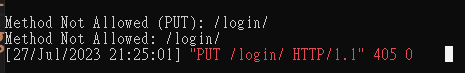 Method Not Allowed (PUT): /login/
Method Not Allowed: /login/
[27/Jul/2023 21:25:01] "PUT /login/ HTTP/1.1" 405 0